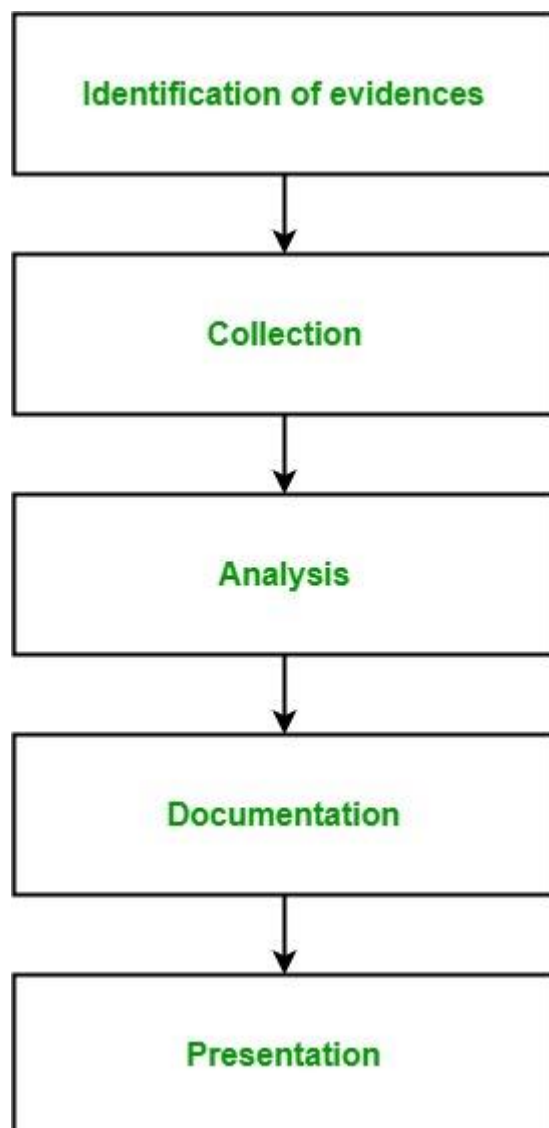 Identification of evidences
Collection
Analysis
Documentation
Presentation